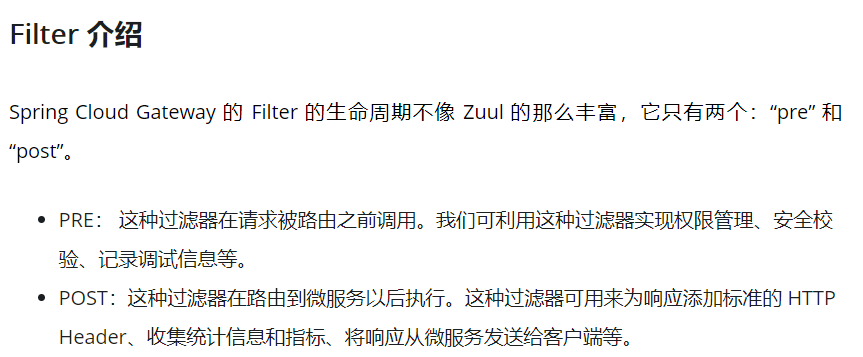 Filter 介绍
Spring Cloud Gateway 的 Filter 的生命周期不像 Zuul 的那么丰富，它只有两个：“pre” 和
“post”。
• PRE： 这种过滤器在请求被路由之前调用。我们可利用这种过滤器实现权限管理、安全校
验、记录调试信息等。
• POST：这种过滤器在路由到微服务以后执行。这种过滤器可用来为响应添加标准的 HTTP
Header、收集统计信息和指标、将响应从微服务发送给客户端等。